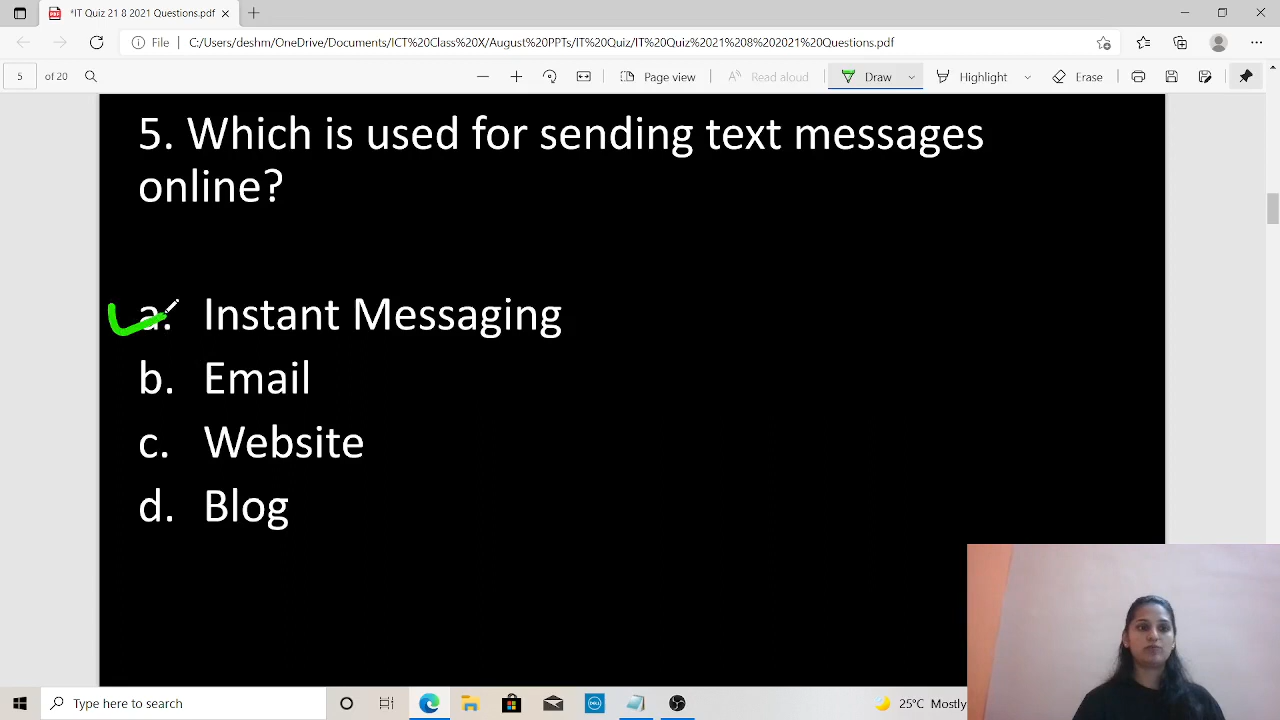 *IT Quiz 21 8 2021 Questions.pdf
File
C:/Users/deshm/OneDrive/Documents/ICT%20Class%20X/August%20PPTs/IT%20Quiz/IT%20Quiz%2021%208%202021%20Questions.pdf
5 of 20
Page view
Read aloud
Draw
Highlight
Erase
5. Which is used for sending text messages
online?
a. Instant Messaging
b. Email
c. Website
d. Blog
Type here to search
DELL
25°C Mostly